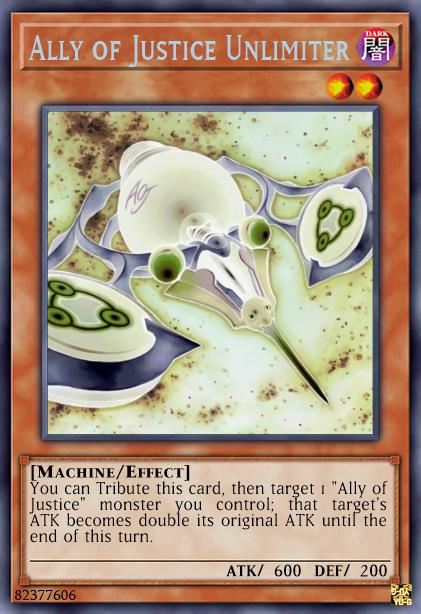 ALLY OF JUSTICE UNLIMITER
DARK
闇
AOJ
[MACHINE/EFFECT]
You can Tribute this card, then target 1 "Ally of
Justice" monster you control; that target's
ATK becomes double its original ATK until the
end of this turn.
ATK/ 600 DEF/ 200
82377606